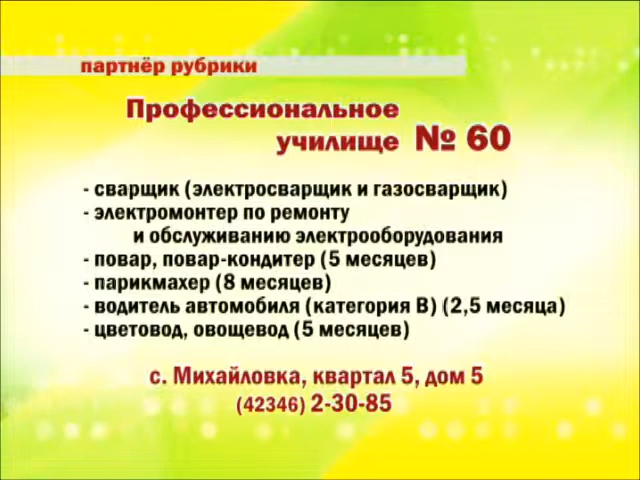 партнёр рубрики
Профессиональное
училище № 60
- сварщик (электросварщик и газосварщик)
- электромонтер по ремонту
и обслуживанию электрооборудования
- повар, повар-кондитер (5 месяцев)
- парикмахер (8 месяцев)
- водитель автомобиля (категория В) (2,5 месяца)
- цветовод, овощевод (5 месяцев)
с. Михайловка, квартал 5, дом 5
(42346) 2-30-85